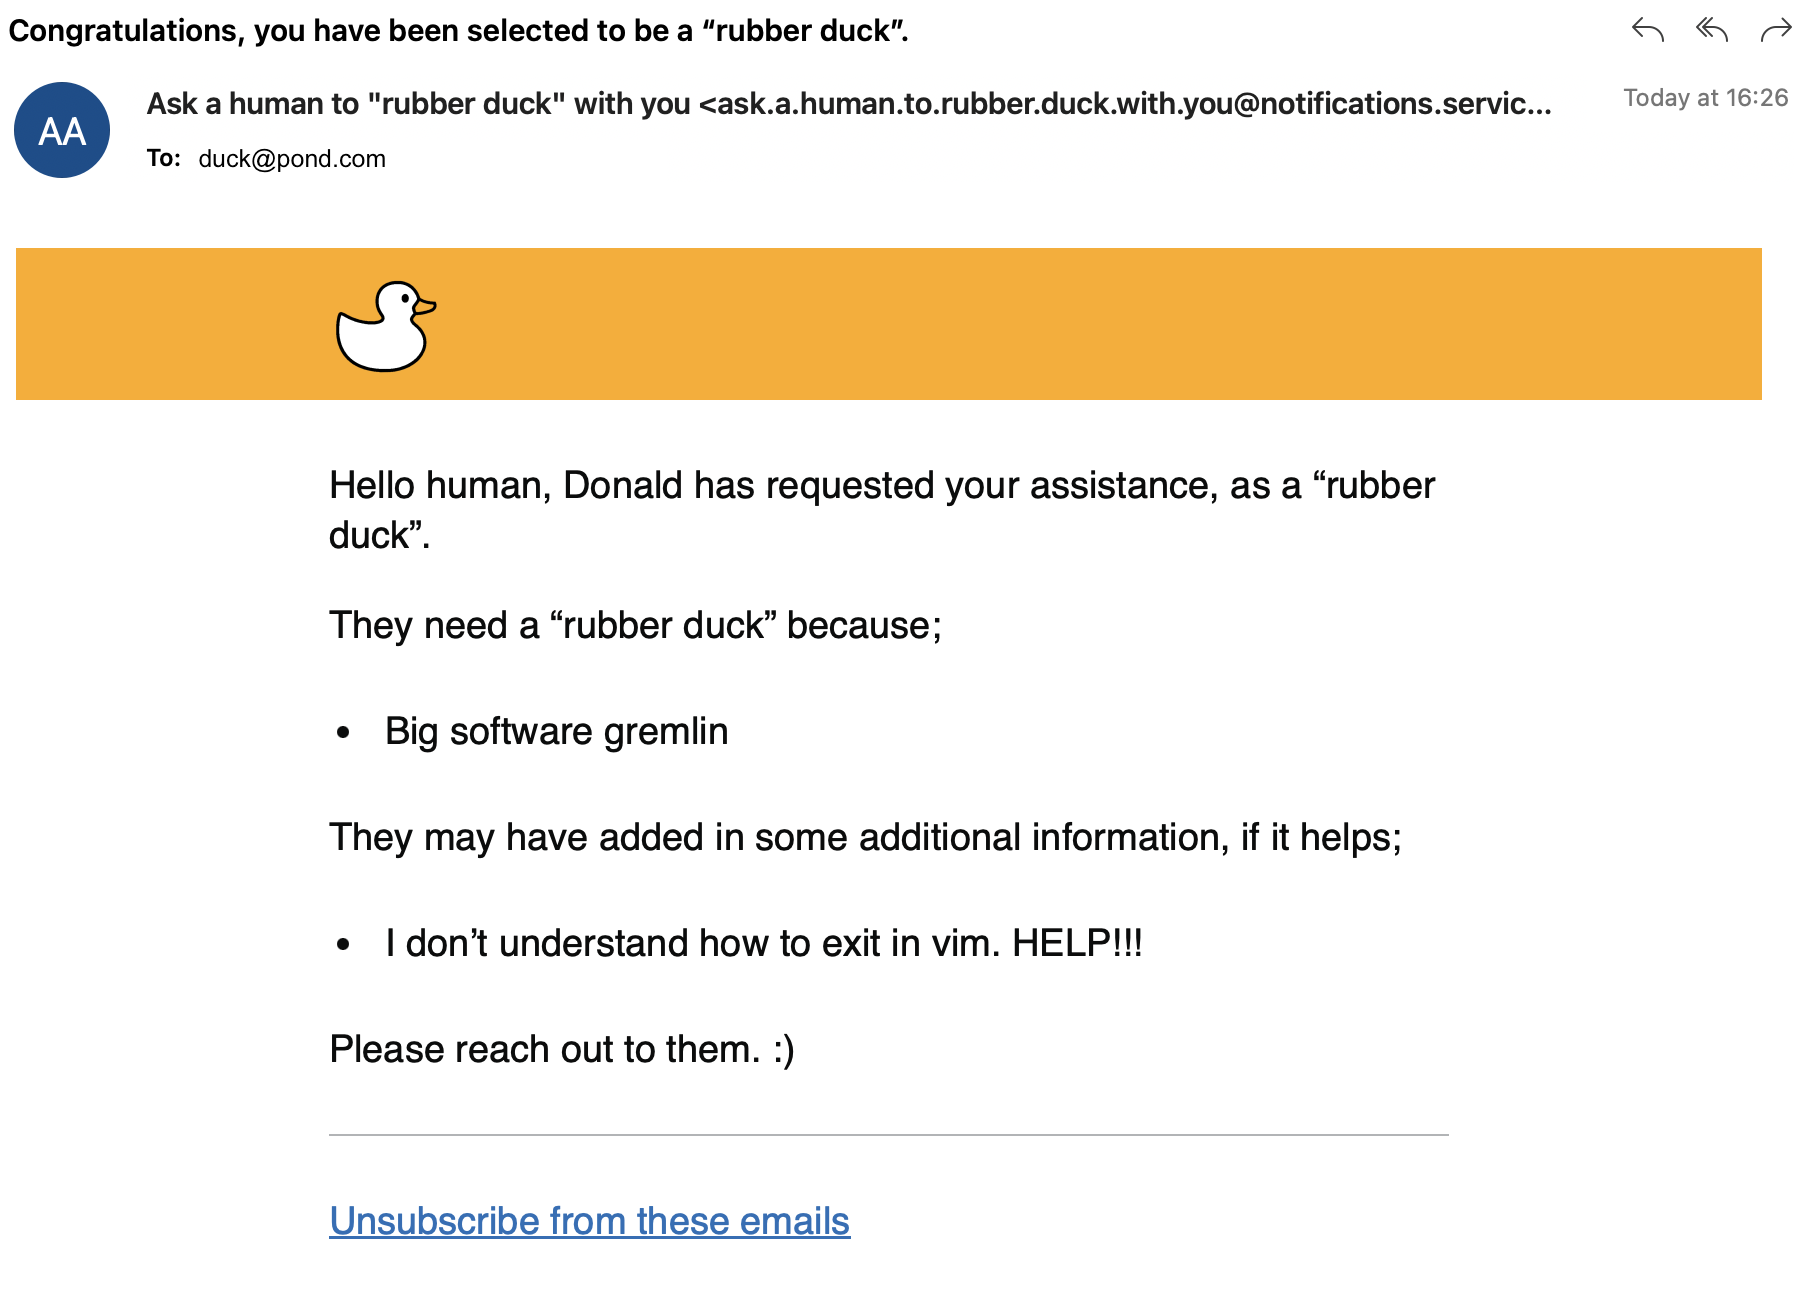 Congratulations, you have been selected to be a “rubber duck”.
AA
Ask a human to "rubber duck" with you <ask.a.human.to.rubber.duck.with.you@notifications.servic...
Today at 16:26
To: duck@pond.com
Hello human, Donald has requested your assistance, as a “rubber
duck”.
They need a “rubber duck” because;
• Big software gremlin
They may have added in some additional information, if it helps;
• I don’t understand how to exit in vim. HELP!!!
Please reach out to them. :)
Unsubscribe from these emails